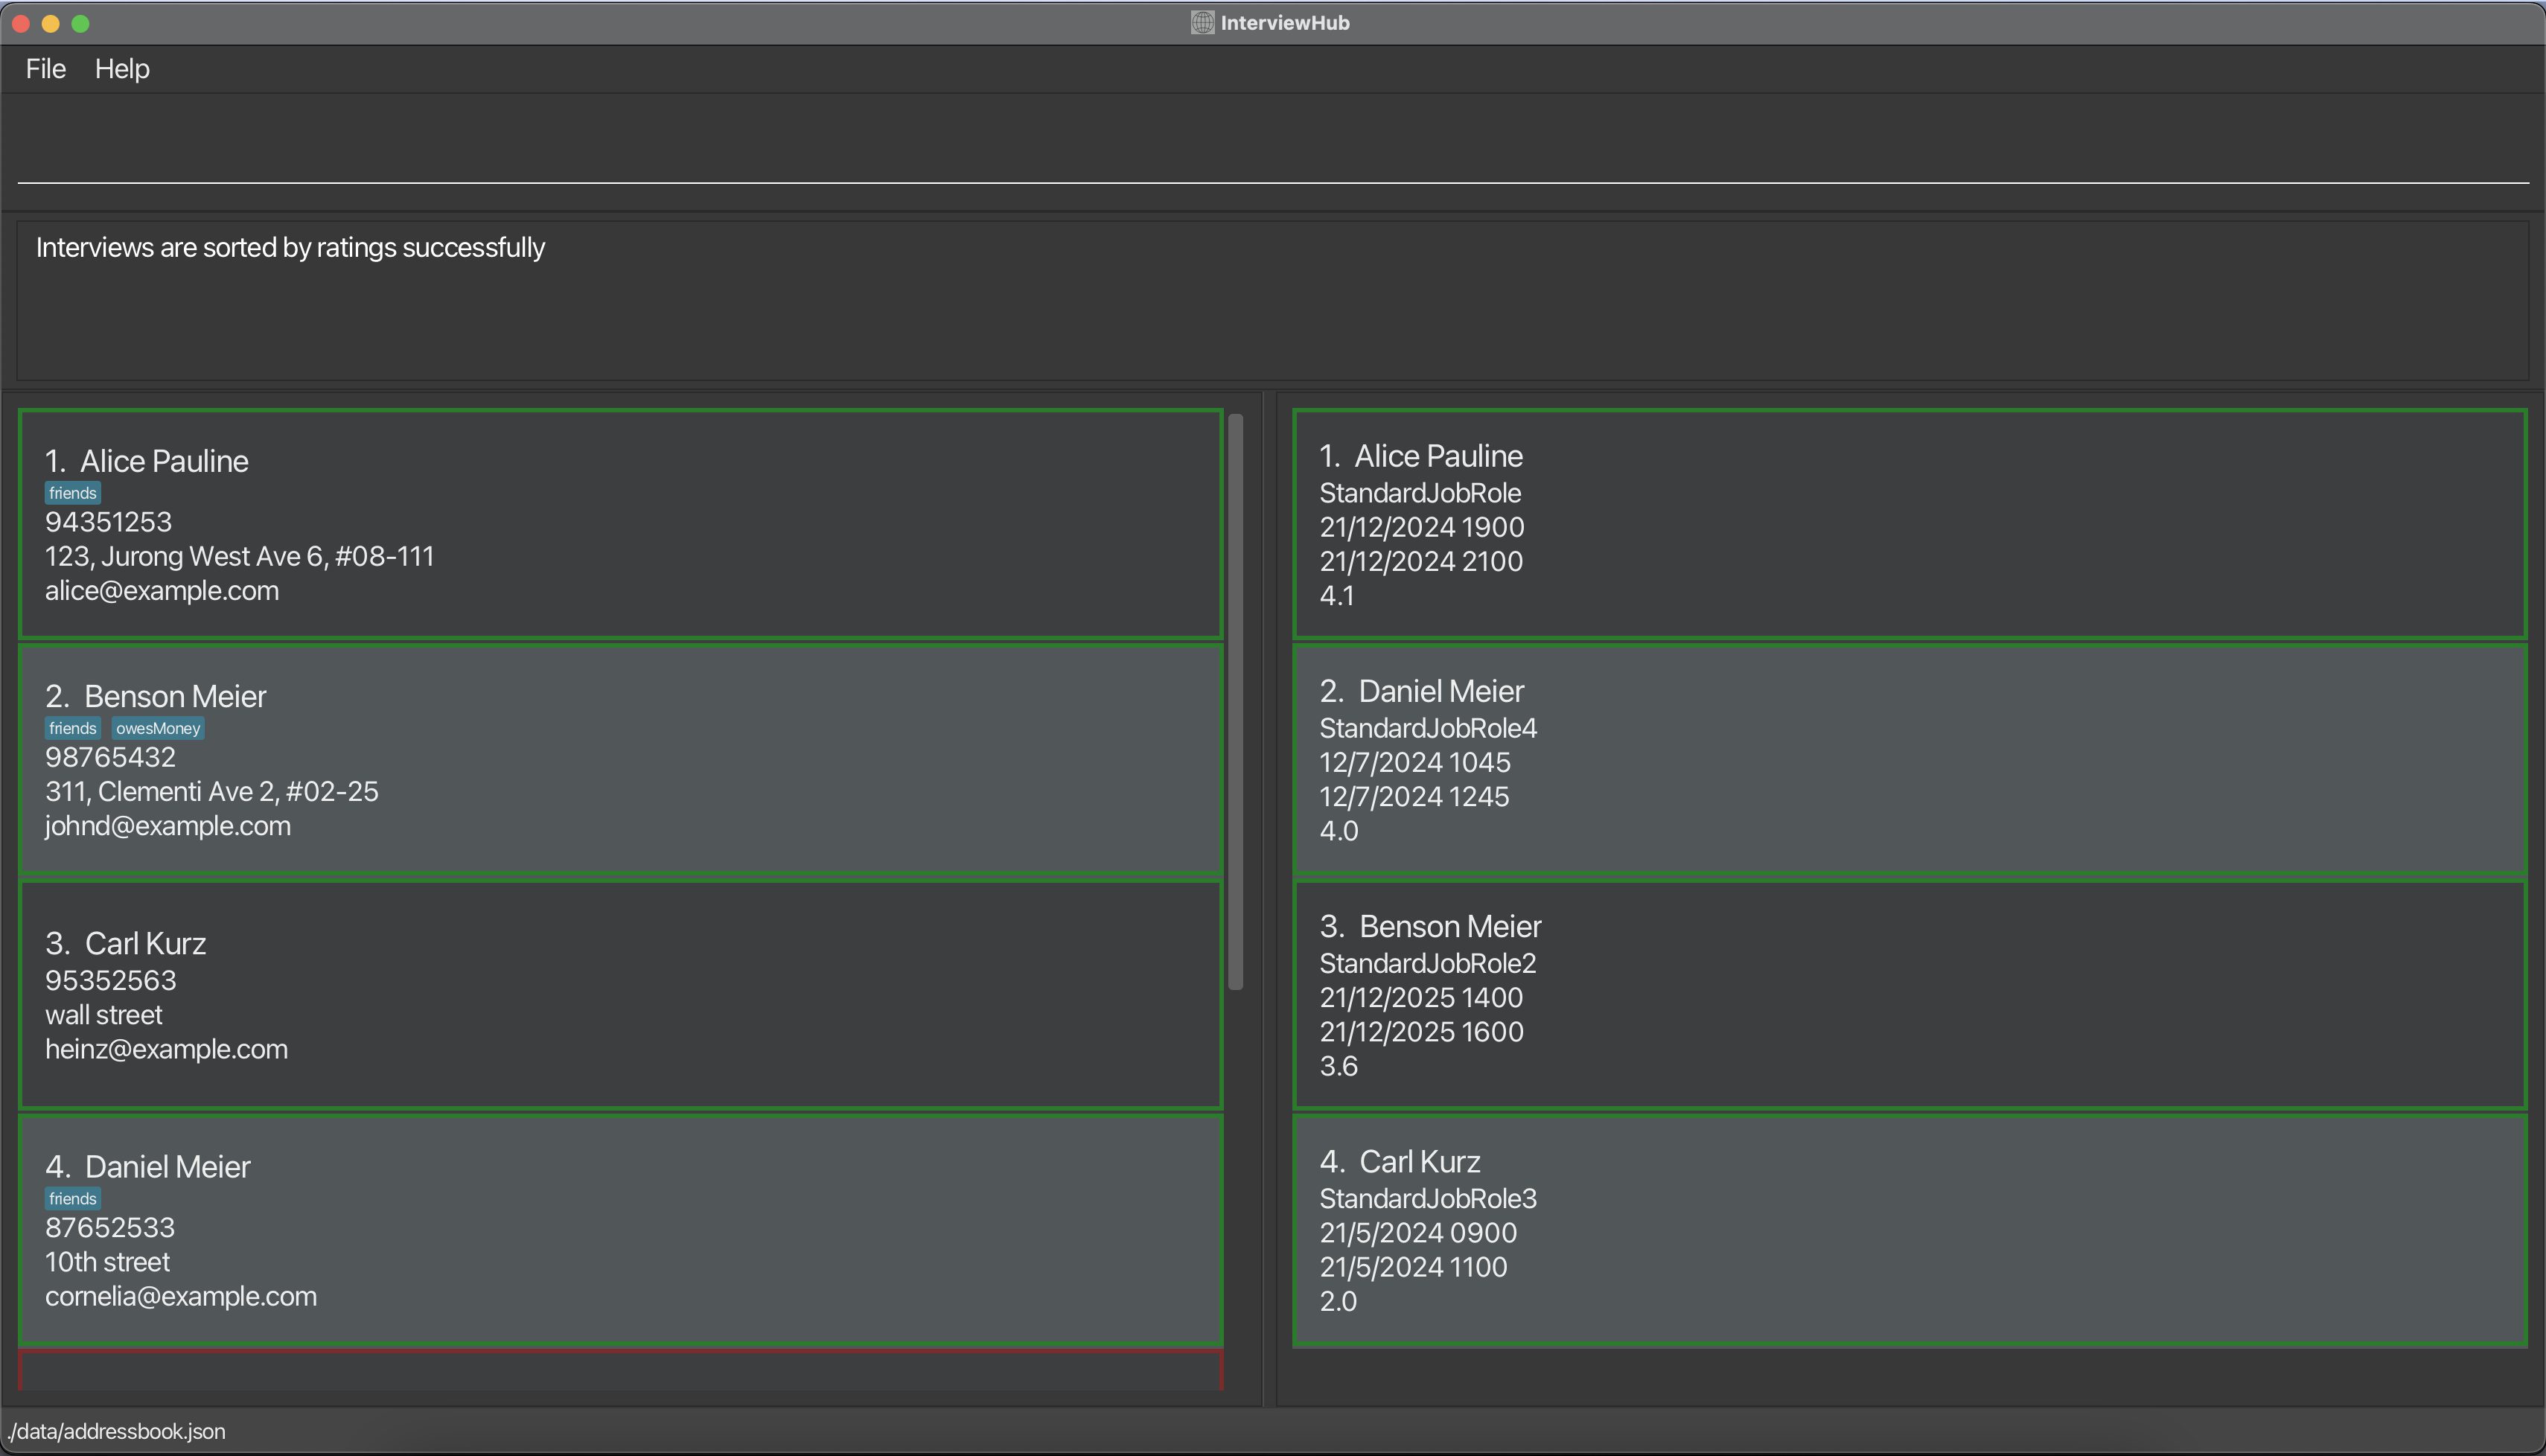 InterviewHub
File Help
Interviews are sorted by ratings successfully
1. Alice Pauline
friends
94351253
123, Jurong West Ave 6, #08-111
alice@example.com
2. Benson Meier
friends owesMoney
98765432
311, Clementi Ave 2, #02-25
johnd@example.com
3. Carl Kurz
95352563
wall street
heinz@example.com
4. Daniel Meier
friends
87652533
10th street
cornelia@example.com
1. Alice Pauline
StandardJobRole
21/12/2024 1900
21/12/2024 2100
4.1
2. Daniel Meier
StandardJobRole4
12/7/2024 1045
12/7/2024 1245
4.0
3. Benson Meier
StandardJobRole2
21/12/2025 1400
21/12/2025 1600
3.6
4. Carl Kurz
StandardJobRole3
21/5/2024 0900
21/5/2024 1100
2.0
./data/addressbook.json